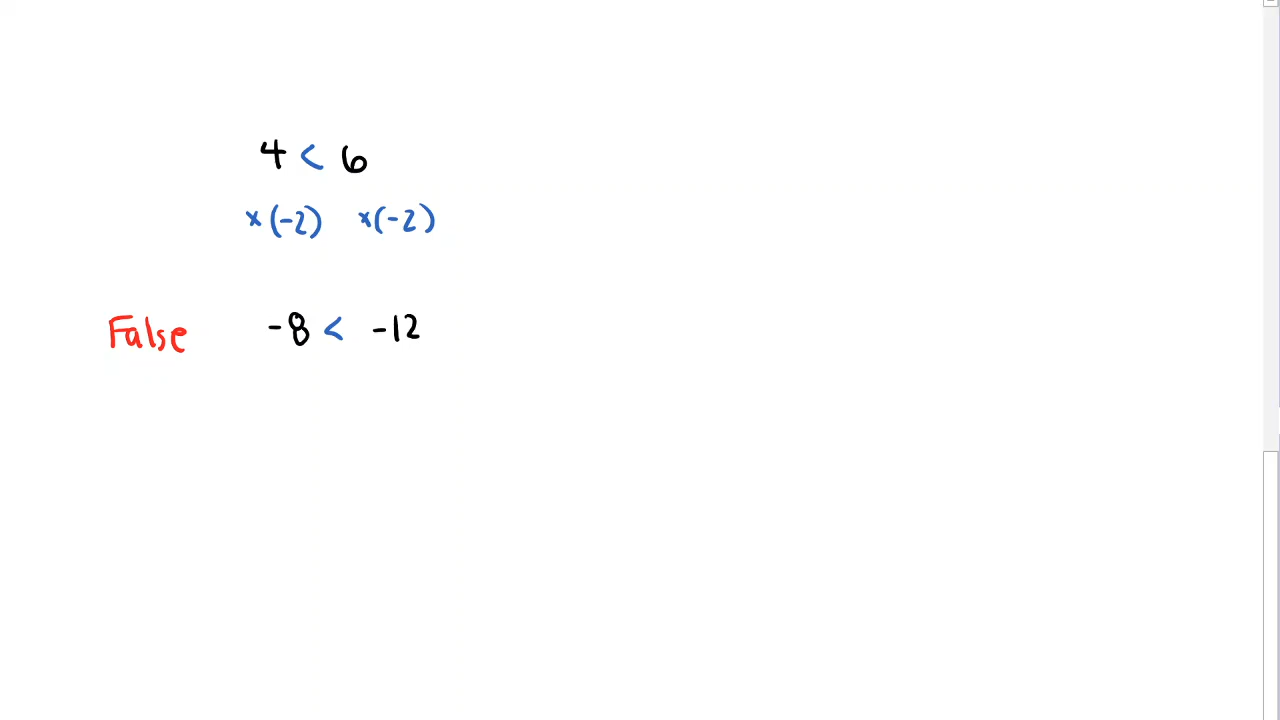 4 < 6
×(-2) ×(-2)
False -8 < -12